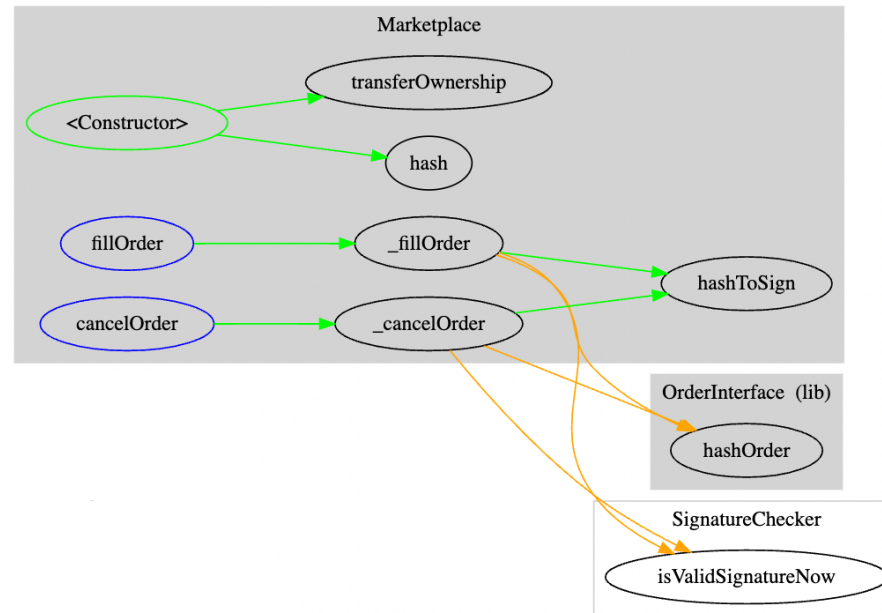 Marketplace
transferOwnership
<Constructor>
hash
fillOrder
_fillOrder
hashToSign
cancelOrder
_cancelOrder
OrderInterface (lib)
hashOrder
SignatureChecker
isValidSignatureNow